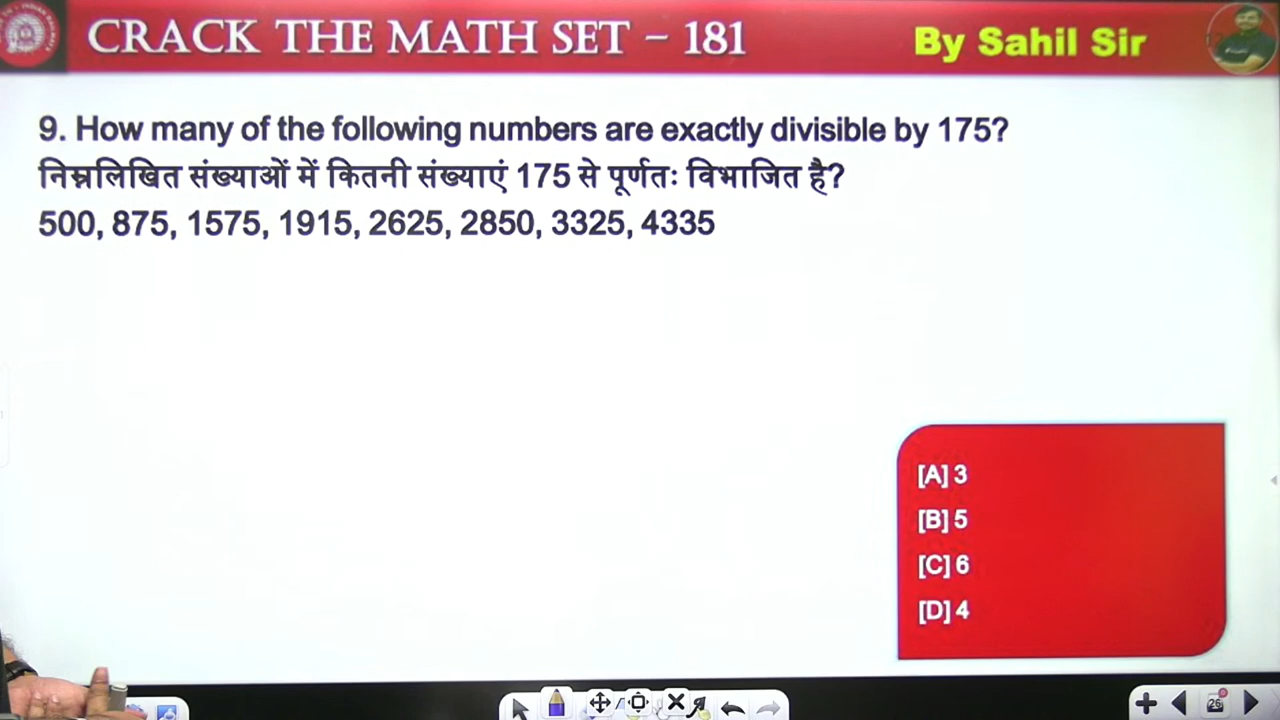 CRACK THE MATH SET – 181
By Sahil Sir
9. How many of the following numbers are exactly divisible by 175?
निम्नलिखित संख्याओं में कितनी संख्याएं 175 से पूर्णतः विभाजित है?
500, 875, 1575, 1915, 2625, 2850, 3325, 4335
[A] 3
[B] 5
[C] 6
[D] 4
26